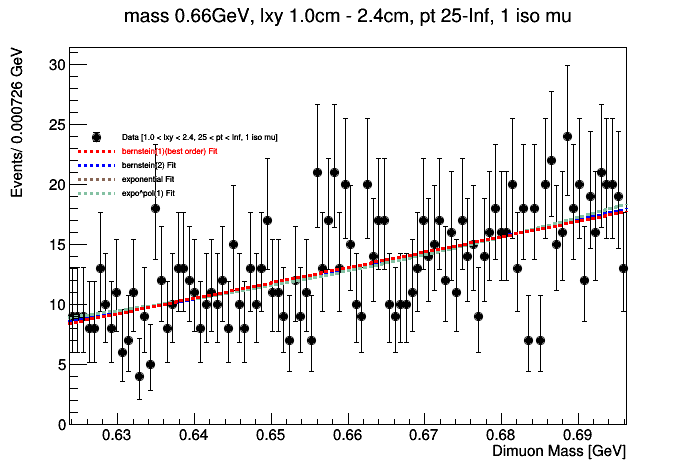 mass 0.66GeV, lxy 1.0cm - 2.4cm, pt 25-Inf, 1 iso mu
Events/ 0.000726 GeV
30
25
20
15
10
5
0
Data [1.0 < lxy < 2.4, 25 < pt < Inf, 1 iso mu]
bernstein(1)(best order) Fit
bernstein(2) Fit
exponential Fit
expo*pol(1) Fit
0.63 0.64 0.65 0.66 0.67 0.68 0.69
Dimuon Mass [GeV]